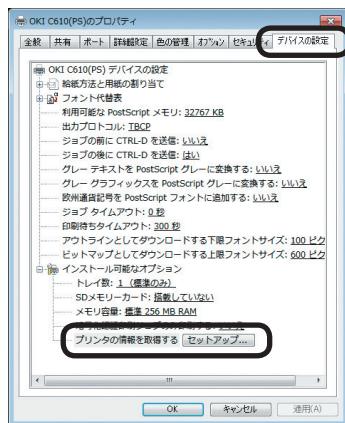 OKI C610(PS)のプロパティ
全般 共有 ポート 詳細設定 色の管理 オプション セキュリティ デバイスの設定
OKI C610(PS) デバイスの設定
給紙方法と用紙の割り当て
フォント代替表
利用可能な PostScript メモリ: 32767 KB
出力プロトコル: TBCP
ジョブの前に CTRL-D を送信: いいえ
ジョブの後に CTRL-D を送信: はい
グレー テキストを PostScript グレーに変換する: いいえ
グレー グラフィックスを PostScript グレーに変換する: いいえ
欧州通貨記号を PostScript フォントに追加する: いいえ
ジョブ タイムアウト: 0 秒
印刷待ちタイムアウト: 300 秒
アウトラインとしてダウンロードする下限フォントサイズ: 100 ピク
ビットマップとしてダウンロードする上限フォントサイズ: 600 ピク
インストール可能なオプション
トレイ数: 1 (標準のみ)
SDメモリーカード: 搭載していない
メモリ容量: 標準 256 MB RAM
プリンタの情報を取得する セットアップ...
OK キャンセル 適用(A)